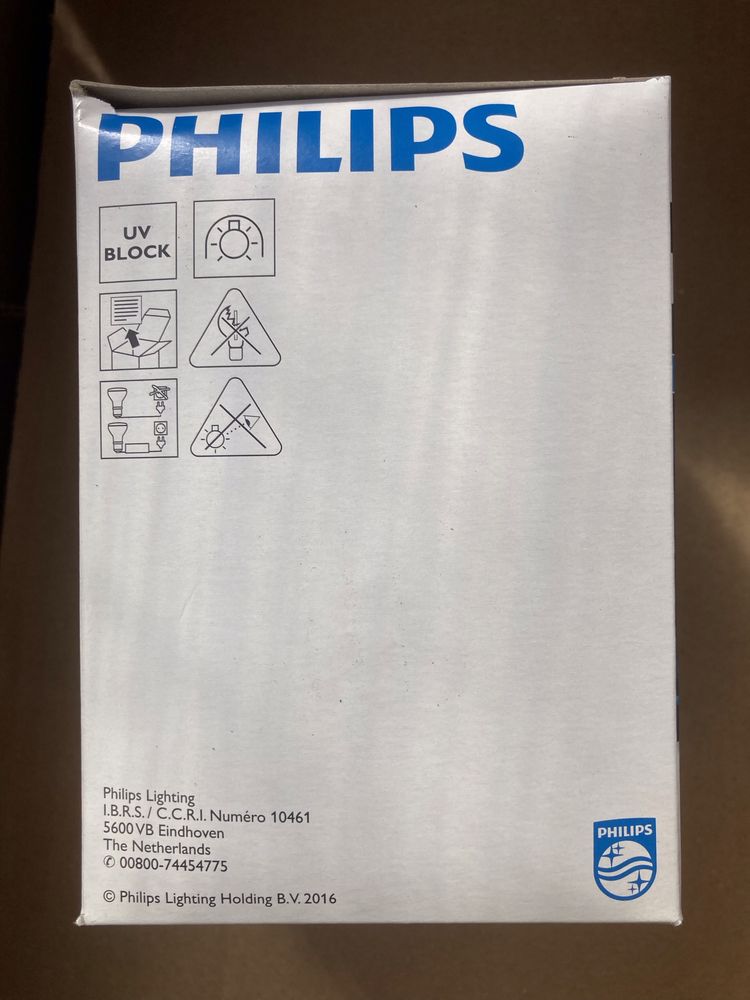 PHILIPS
UV
BLOCK
Philips Lighting
I.B.R.S. / C.C.R.I. Numéro 10461
5600 VB Eindhoven
The Netherlands
✆ 00800-74454775
© Philips Lighting Holding B.V. 2016
PHILIPS